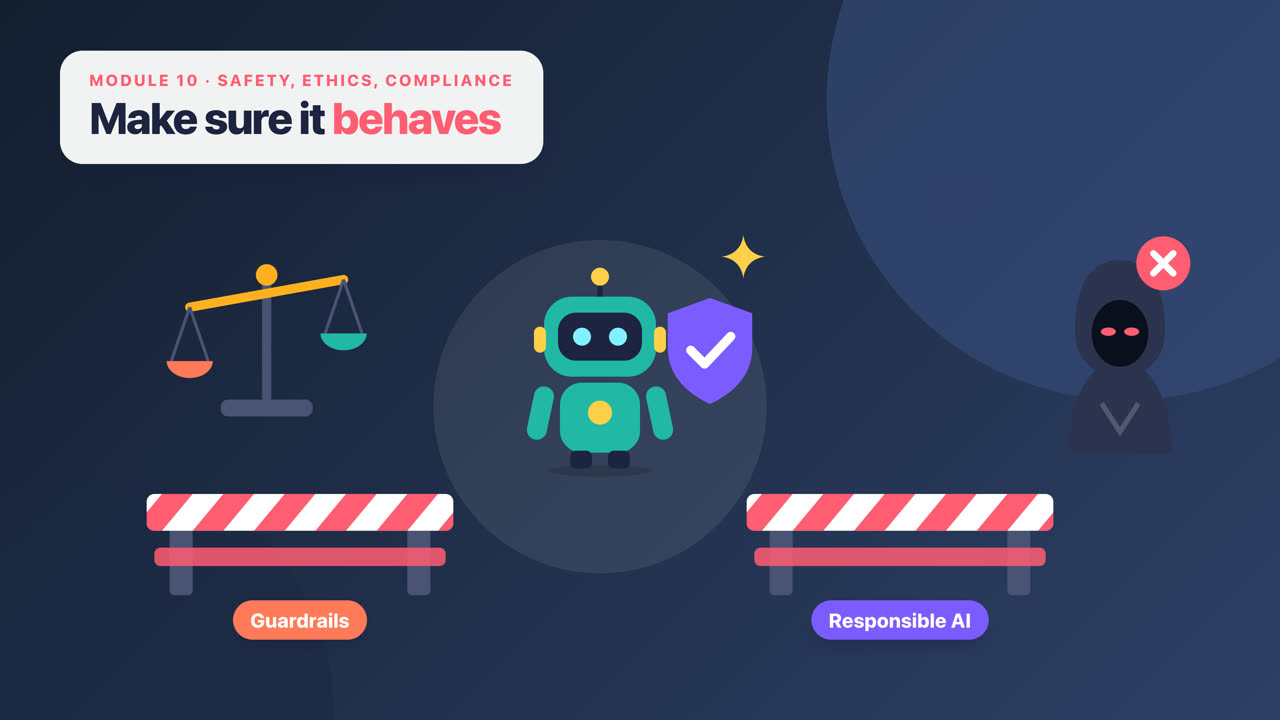 MODULE 10 · SAFETY, ETHICS, COMPLIANCE
Make sure it behaves
Guardrails
Responsible AI